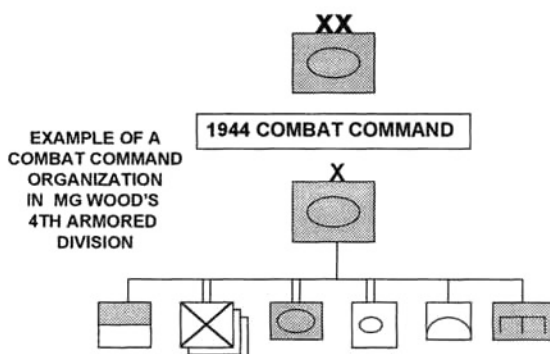 XX
1944 COMBAT COMMAND
EXAMPLE OF A
COMBAT COMMAND
ORGANIZATION
IN MG WOOD'S
4TH ARMORED
DIVISION
X